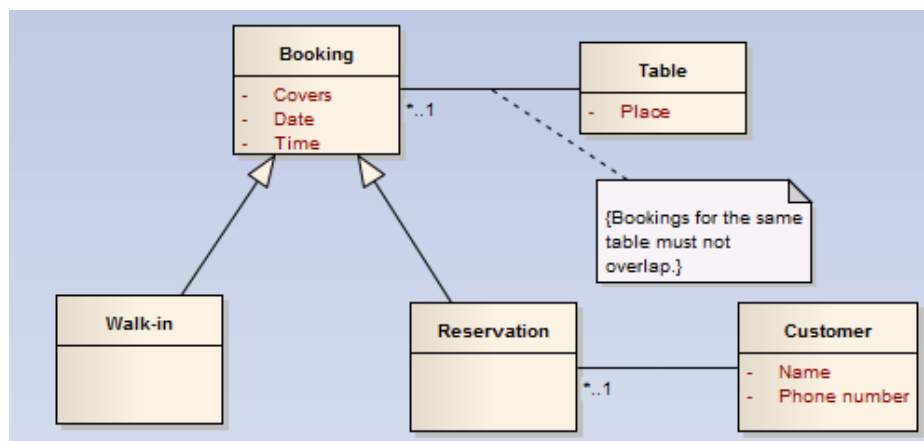 Booking
- Covers
- Date
- Time
*..1
Table
- Place
{Bookings for the same
table must not
overlap.}
Walk-in
Reservation
*..1
Customer
- Name
- Phone number